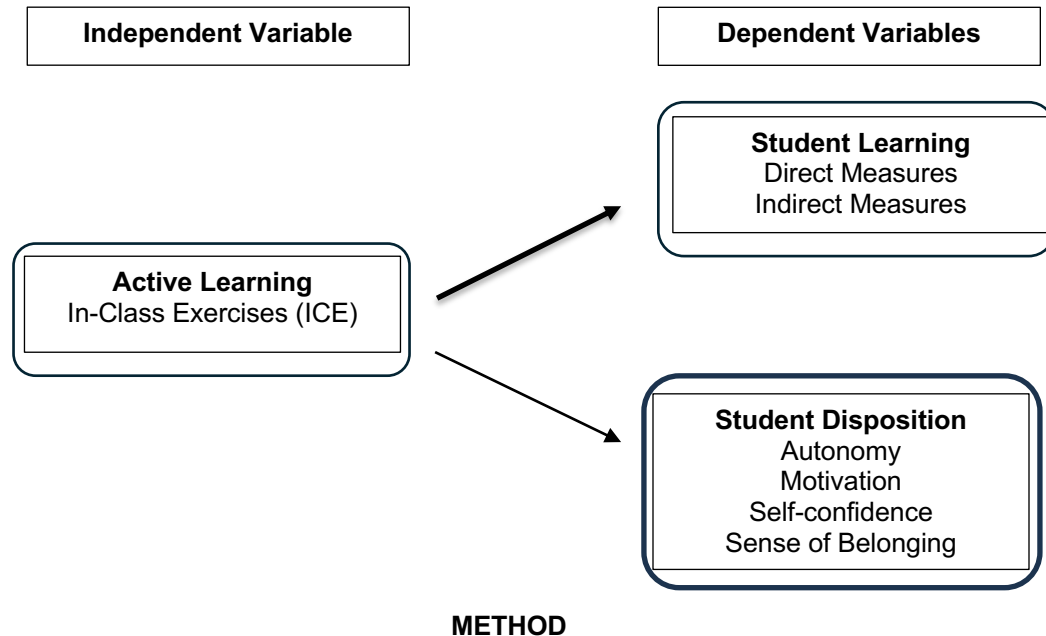 Independent Variable
Dependent Variables
Student Learning
Direct Measures
Indirect Measures
Active Learning
In-Class Exercises (ICE)
Student Disposition
Autonomy
Motivation
Self-confidence
Sense of Belonging
METHOD